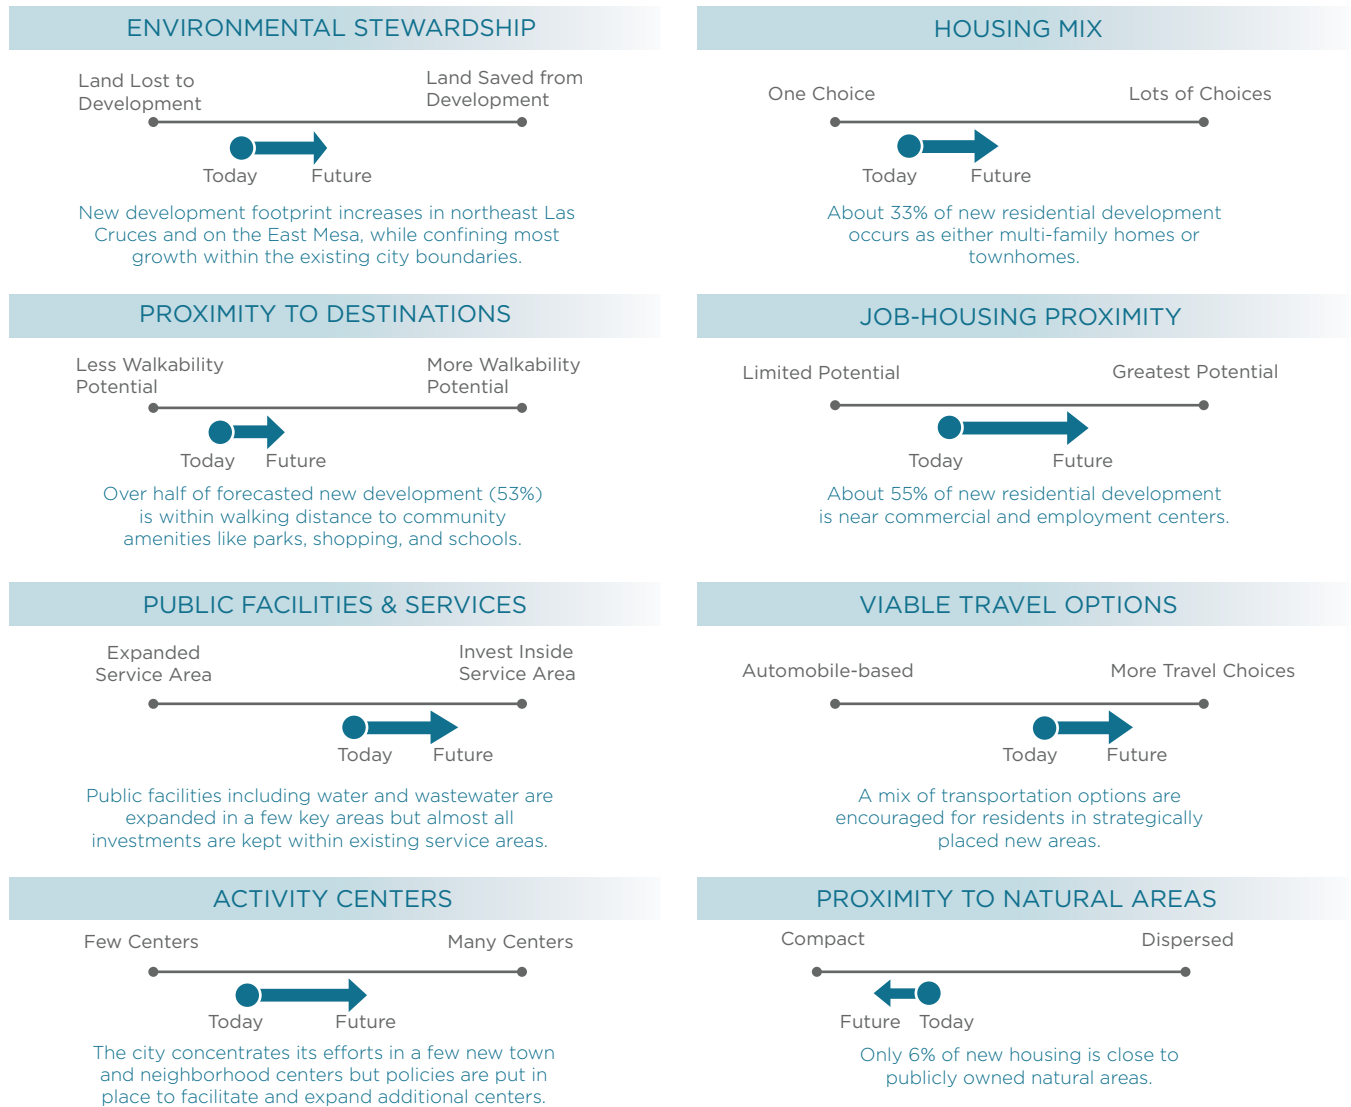 ENVIRONMENTAL STEWARDSHIP
Land Lost to
Development
Land Saved from
Development
Today
Future
New development footprint increases in northeast Las
Cruces and on the East Mesa, while confining most
growth within the existing city boundaries.
HOUSING MIX
One Choice
Lots of Choices
Today
Future
About 33% of new residential development
occurs as either multi-family homes or
townhomes.
PROXIMITY TO DESTINATIONS
Less Walkability
Potential
More Walkability
Potential
Today
Future
Over half of forecasted new development (53%)
is within walking distance to community
amenities like parks, shopping, and schools.
JOB-HOUSING PROXIMITY
Limited Potential
Greatest Potential
Today
Future
About 55% of new residential development
is near commercial and employment centers.
PUBLIC FACILITIES & SERVICES
Expanded
Service Area
Invest Inside
Service Area
Today
Future
Public facilities including water and wastewater are
expanded in a few key areas but almost all
investments are kept within existing service areas.
VIABLE TRAVEL OPTIONS
Automobile-based
More Travel Choices
Today
Future
A mix of transportation options are
encouraged for residents in strategically
placed new areas.
ACTIVITY CENTERS
Few Centers
Many Centers
Today
Future
The city concentrates its efforts in a few new town
and neighborhood centers but policies are put in
place to facilitate and expand additional centers.
PROXIMITY TO NATURAL AREAS
Compact
Dispersed
Future
Today
Only 6% of new housing is close to
publicly owned natural areas.